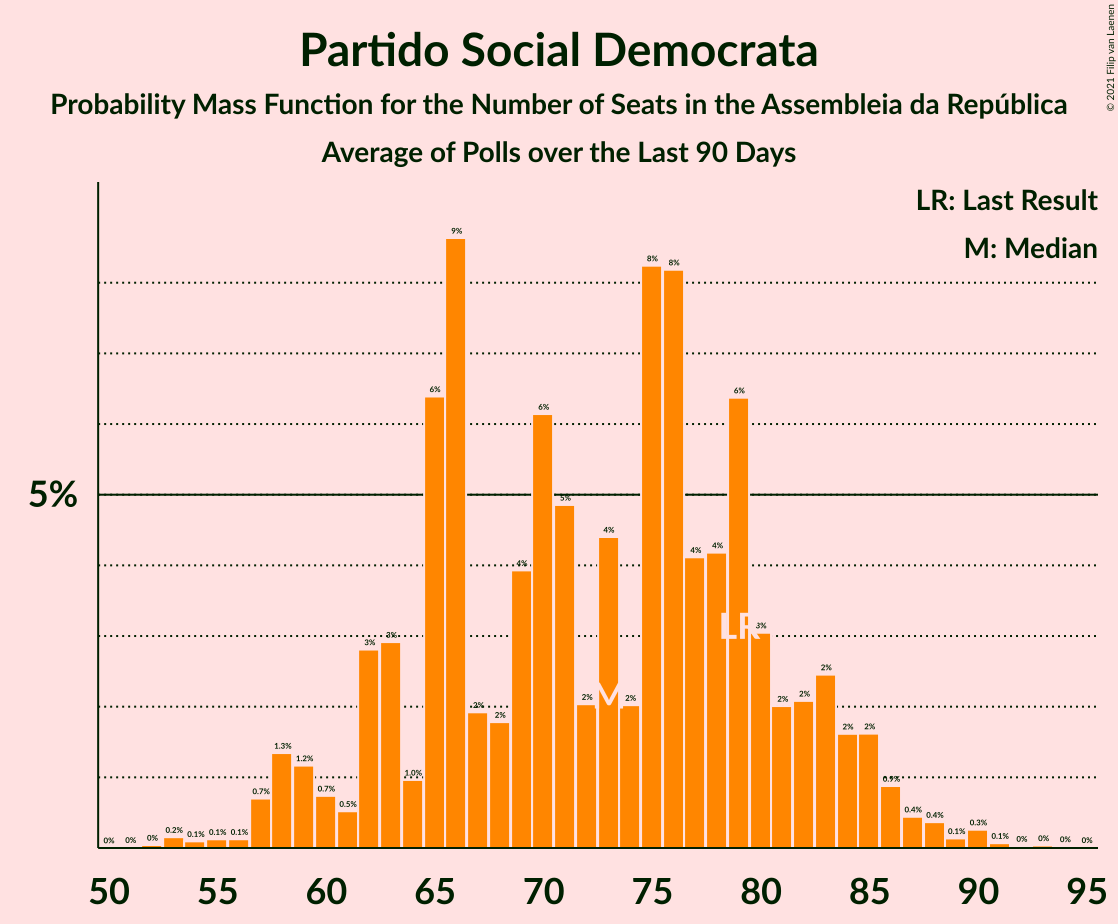 Partido Social Democrata
Probability Mass Function for the Number of Seats in the Assembleia da República
Average of Polls over the Last 90 Days
© 2021 Filip van Laenen
LR: Last Result
M: Median
5%
0% 0% 0% 0.2% 0.1% 0.1% 0.1% 0.7% 1.3% 1.2% 0.7% 0.5% 3% 3% 1.0% 6% 9% 2% 2% 4% 6% 5% 2% 4% 2% 8% 8% 4% 4% 6% 3% 2% 2% 2% 2% 2% 0.9% 0.4% 0.4% 0.1% 0.3% 0.1% 0% 0% 0% 0%
M
LR
50 55 60 65 70 75 80 85 90 95